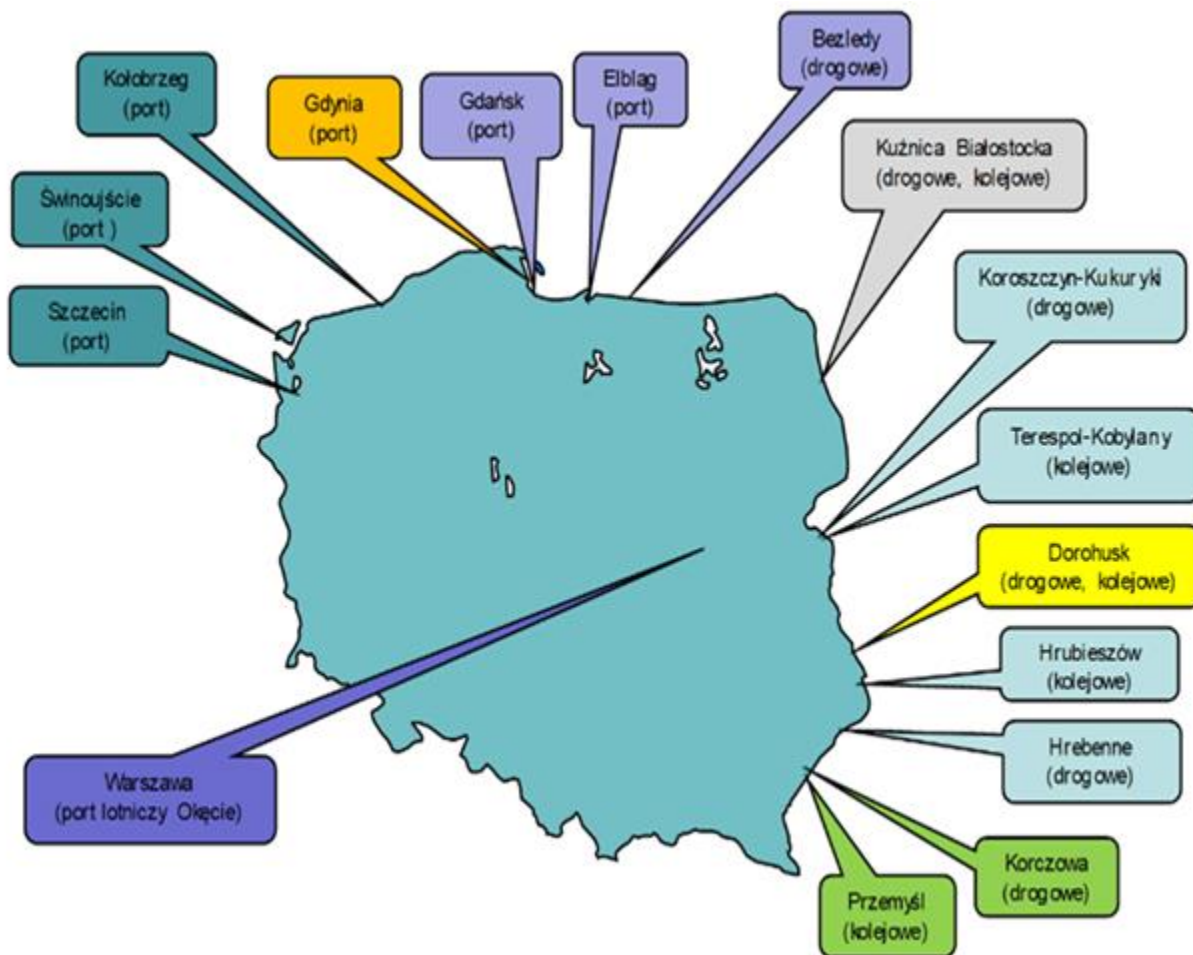 Kołobrzeg
(port)
Gdynia
(port)
Gdańsk
(port)
Elbląg
(port)
Bezledy
(drogowe)
Kuźnica Białostocka
(drogowe, kolejowe)
Świnoujście
(port )
Szczecin
(port)
Koroszczyn-Kukuryki
(drogowe)
Terespol-Kobylany
(kolejowe)
Dorohusk
(drogowe, kolejowe)
Hrubieszów
(kolejowe)
Hrebenne
(drogowe)
Warszawa
(port lotniczy Okęcie)
Korczowa
(drogowe)
Przemyśl
(kolejowe)